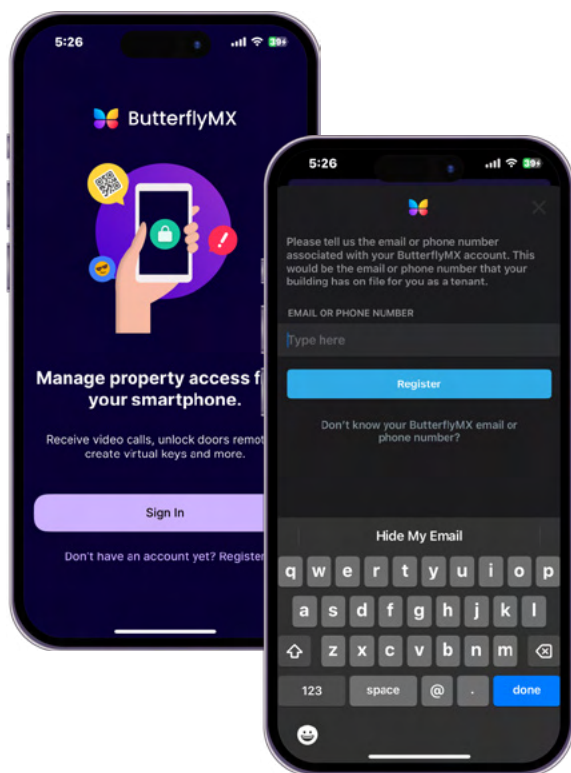 5:26
39
ButterflyMX
Manage property access f
your smartphone.
Receive video calls, unlock doors remot
create virtual keys and more.
Sign In
Don't have an account yet? Register
5:26
39
Please tell us the email or phone number
associated with your ButterflyMX account. This
would be the email or phone number that your
building has on file for you as a tenant.
EMAIL OR PHONE NUMBER
Type here
Register
Don't know your ButterflyMX email or
phone number?
Hide My Email
q w e r t y u i o p
a s d f g h j k l
z x c v b n m
123 space @ . done